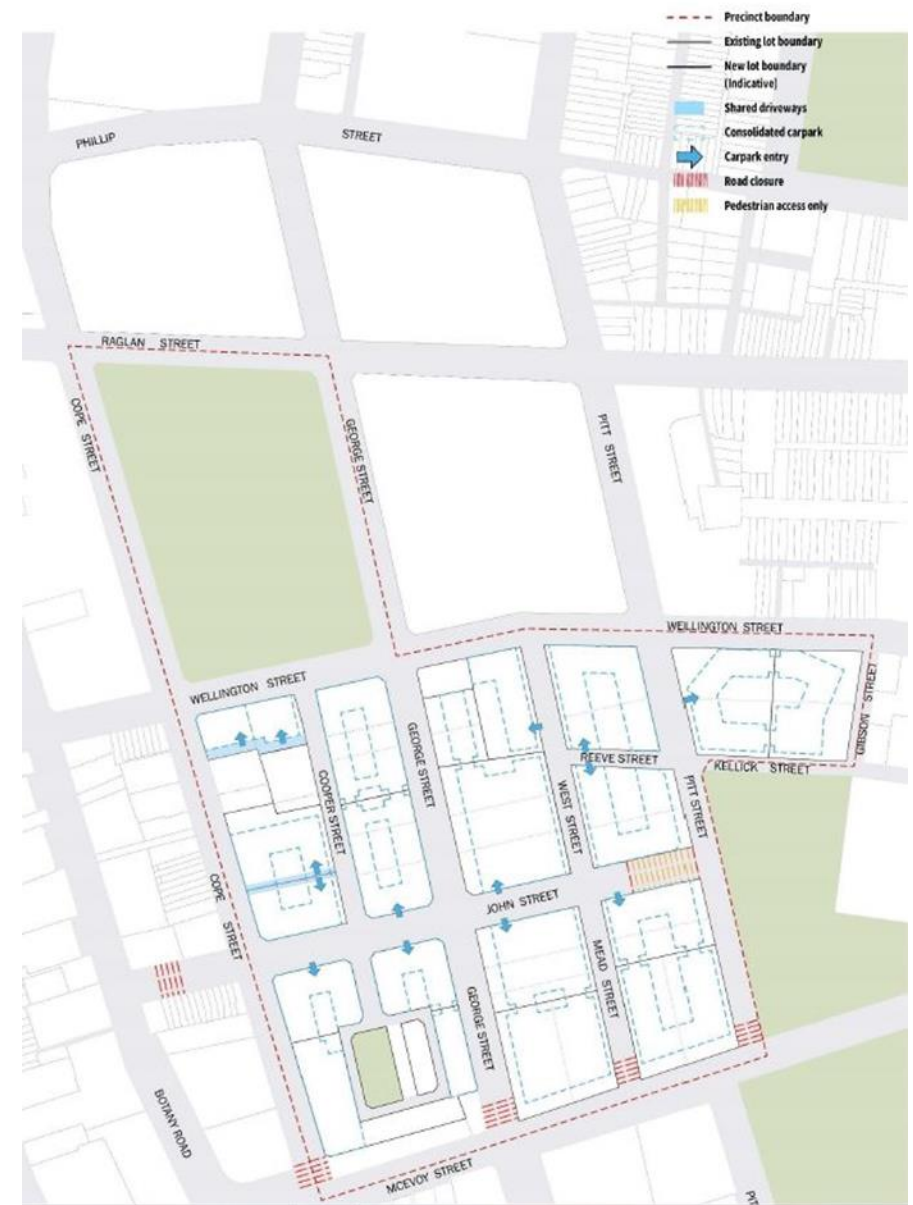 Precinct boundary
Existing lot boundary
New lot boundary
(Indicative)
Shared driveways
Consolidated carpark
Carpark entry
Road closure
Pedestrian access only
PHILLIP STREET
RAGLAN STREET
COPE STREET
GEORGE STREET
PITT STREET
WELLINGTON STREET
WELLINGTON STREET
GIBSON STREET
KELLICK STREET
REEVE STREET
COOPER STREET
GEORGE STREET
WEST STREET
PITT STREET
COPE STREET
JOHN STREET
MEAD STREET
GEORGE STREET
BOTANY ROAD
MCEVOY STREET